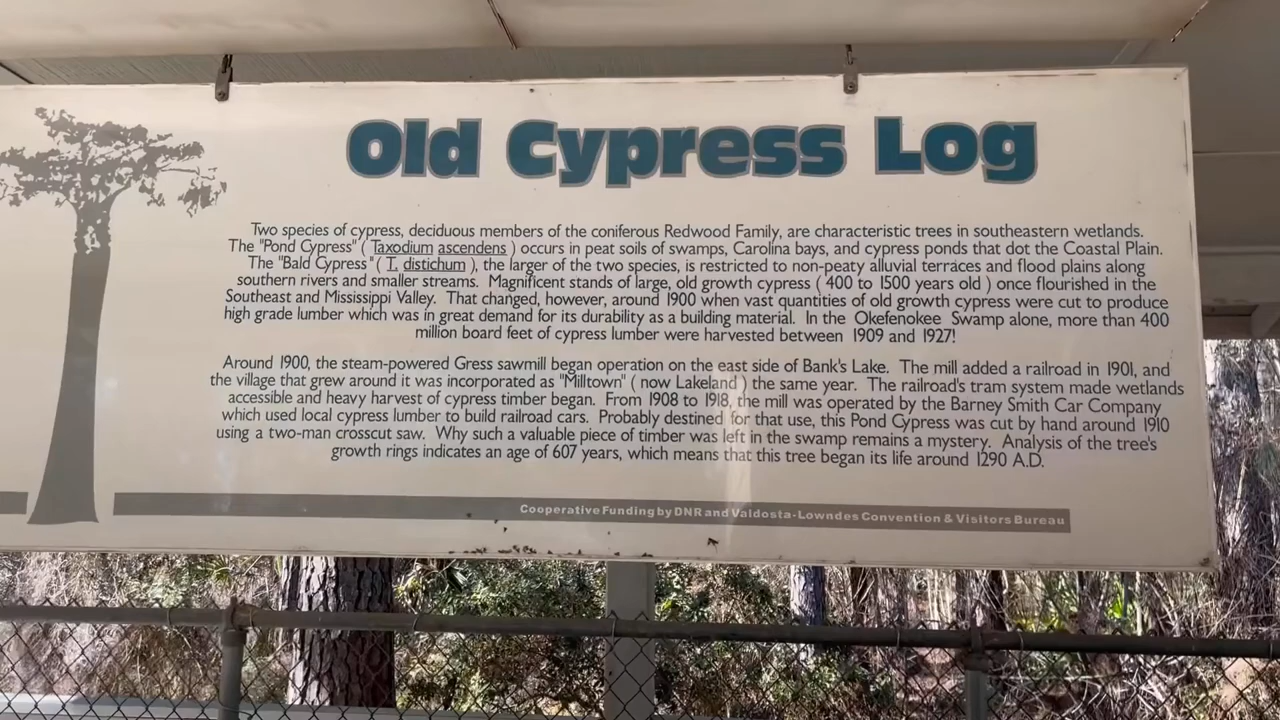 Old Cypress Log
Two species of cypress, deciduous members of the coniferous Redwood Family, are characteristic trees in southeastern wetlands.
The "Pond Cypress" ( Taxodium ascendens ) occurs in peat soils of swamps, Carolina bays, and cypress ponds that dot the Coastal Plain.
The "Bald Cypress" ( T. distichum ), the larger of the two species, is restricted to non-peaty alluvial terraces and flood plains along
southern rivers and smaller streams. Magnificent stands of large, old growth cypress ( 400 to 1500 years old ) once flourished in the
Southeast and Mississippi Valley. That changed, however, around 1900 when vast quantities of old growth cypress were cut to produce
high grade lumber which was in great demand for its durability as a building material. In the Okefenokee Swamp alone, more than 400
million board feet of cypress lumber were harvested between 1909 and 1927!
Around 1900, the steam-powered Gress sawmill began operation on the east side of Bank's Lake. The mill added a railroad in 1901, and
the village that grew around it was incorporated as "Milltown" ( now Lakeland ) the same year. The railroad's tram system made wetlands
accessible and heavy harvest of cypress timber began. From 1908 to 1918, the mill was operated by the Barney Smith Car Company
which used local cypress lumber to build railroad cars. Probably destined for that use, this Pond Cypress was cut by hand around 1910
using a two-man crosscut saw. Why such a valuable piece of timber was left in the swamp remains a mystery. Analysis of the tree's
growth rings indicates an age of 607 years, which means that this tree began its life around 1290 A.D.
Cooperative Funding by DNR and Valdosta-Lowndes Convention & Visitors Bureau